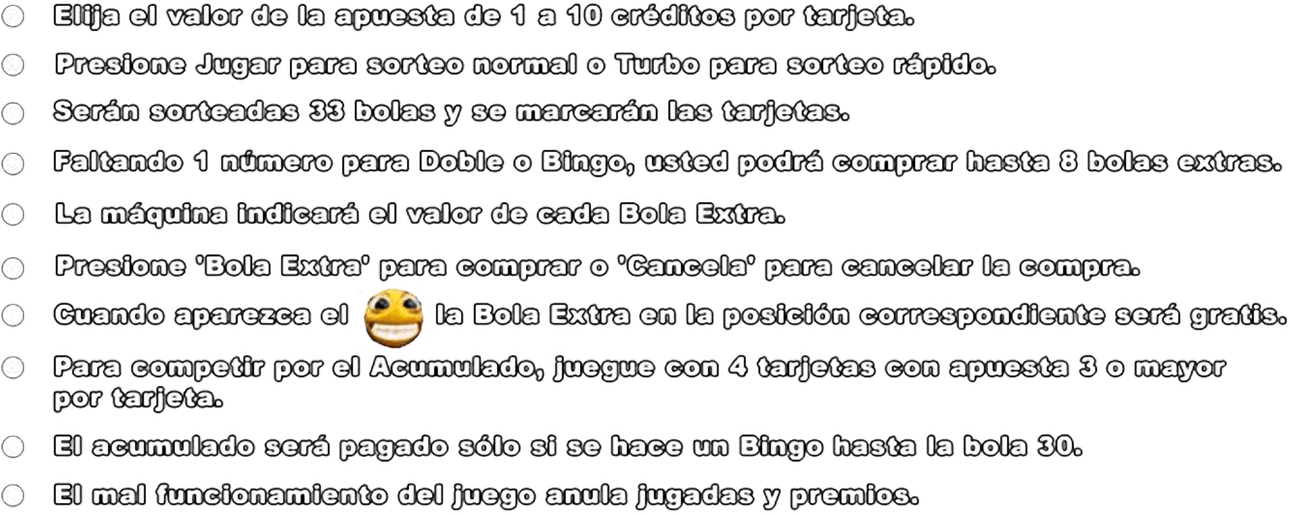 Elija el valor de la apuesta de 1 a 10 créditos por tarjeta.
Presione Jugar para sorteo normal o Turbo para sorteo rápido.
Serán sorteadas 33 bolas y se marcarán las tarjetas.
Faltando 1 número para Doble o Bingo, usted podrá comprar hasta 8 bolas extras.
La máquina indicará el valor de cada Bola Extra.
Presione 'Bola Extra' para comprar o 'Cancela' para cancelar la compra.
Cuando aparezca el la Bola Extra en la posición correspondiente será gratis.
Para competir por el Acumulado, juegue con 4 tarjetas con apuesta 3 o mayor
por tarjeta.
El acumulado será pagado sólo si se hace un Bingo hasta la bola 30.
El mal funcionamiento del juego anula jugadas y premios.